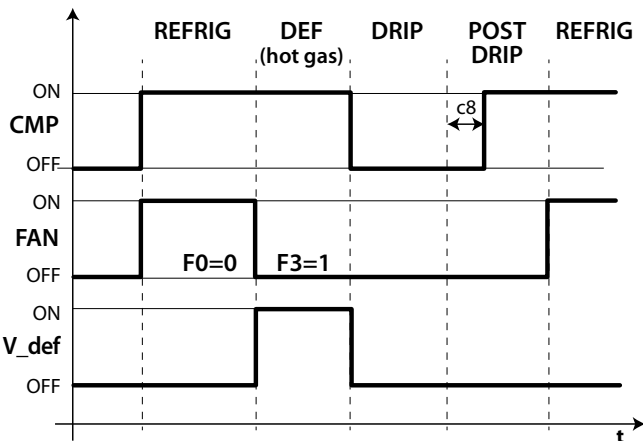 REFRIG DEF DRIP POST REFRIG
(hot gas) DRIP
ON
c8
CMP
OFF
ON
FAN
F0=0 F3=1
OFF
ON
V_def
OFF
t